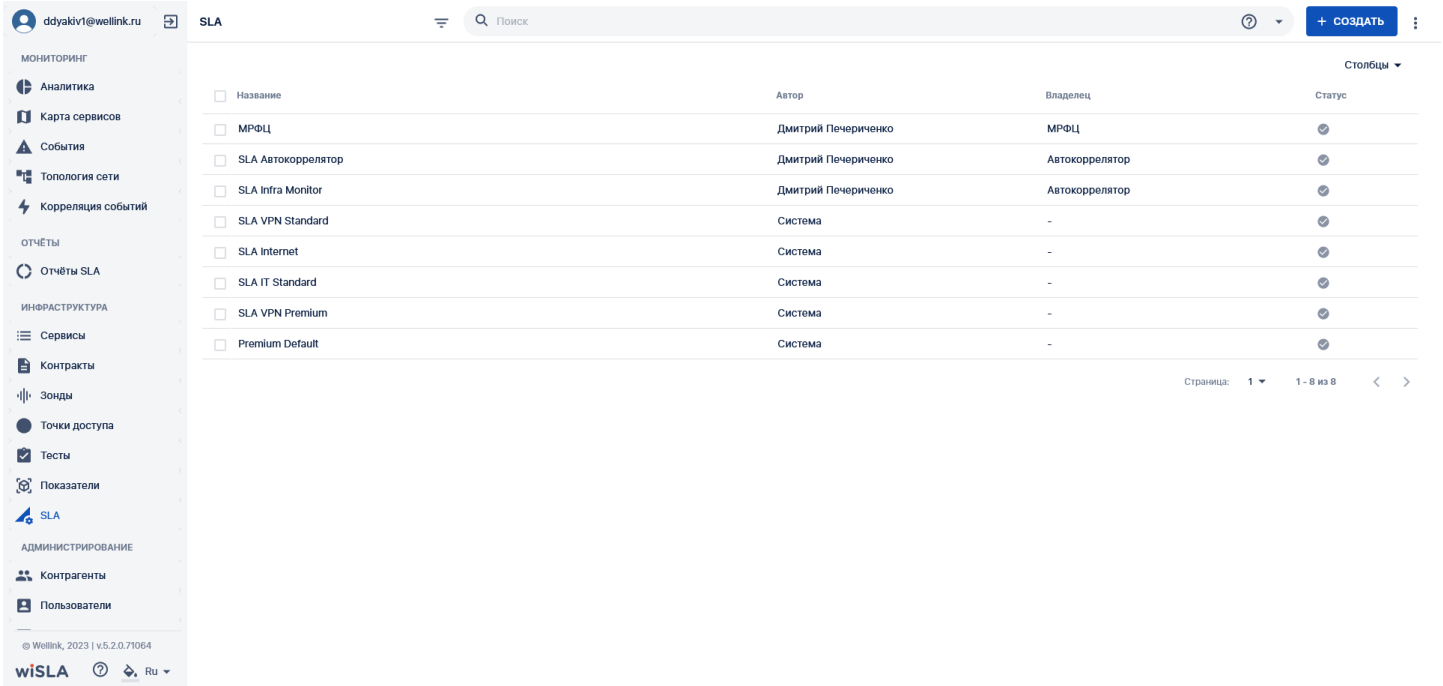 ddyakiv1@wellink.ru
МОНИТОРИНГ
Аналитика
Карта сервисов
События
Топология сети
Корреляция событий
ОТЧЁТЫ
Отчёты SLA
ИНФРАСТРУКТУРА
Сервисы
Контракты
Зонды
Точки доступа
Тесты
Показатели
SLA
АДМИНИСТРИРОВАНИЕ
Контрагенты
Пользователи
© Wellink, 2023 | v.5.2.0.71064
wiSLA Ru
SLA Поиск + СОЗДАТЬ
Столбцы
Название Автор Владелец Статус
МРФЦ Дмитрий Печериченко МРФЦ
SLA Автокоррелятор Дмитрий Печериченко Автокоррелятор
SLA Infra Monitor Дмитрий Печериченко Автокоррелятор
SLA VPN Standard Система -
SLA Internet Система -
SLA IT Standard Система -
SLA VPN Premium Система -
Premium Default Система -
Страница: 1 1 - 8 из 8